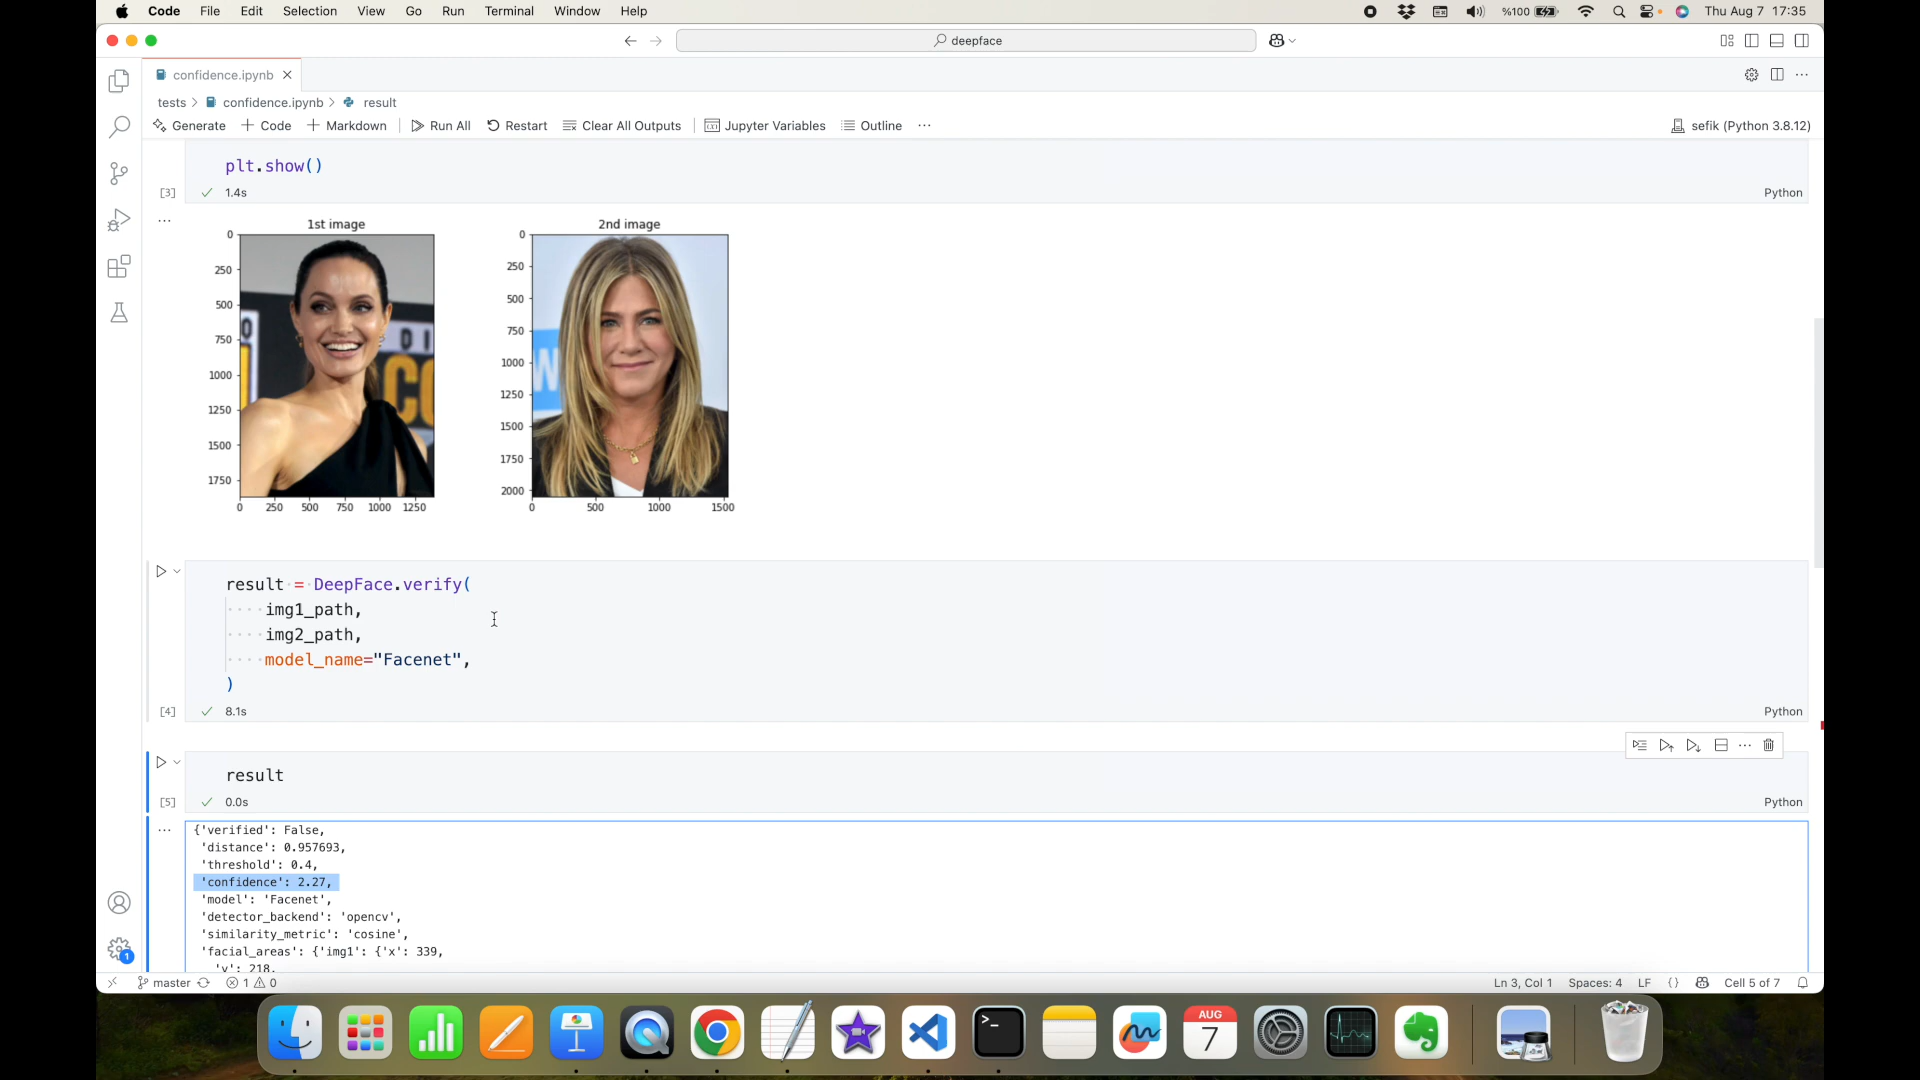 Code File Edit Selection View Go Run Terminal Window Help %100 Thu Aug 7 17:35
deepface
confidence.ipynb
tests > confidence.ipynb > result
Generate + Code + Markdown Run All Restart Clear All Outputs Jupyter Variables Outline ... sefik (Python 3.8.12)
plt.show()
[3] 1.4s Python
...
1st image
0
250
500
750
1000
1250
1500
1750
0 250 500 750 1000 1250
2nd image
0
250
500
750
1000
1250
1500
1750
2000
0 500 1000 1500
result = DeepFace.verify(
img1_path,
img2_path,
model_name="Facenet",
)
[4] 8.1s Python
result
[5] 0.0s Python
...
{'verified': False,
'distance': 0.957693,
'threshold': 0.4,
'confidence': 2.27,
'model': 'Facenet',
'detector_backend': 'opencv',
'similarity_metric': 'cosine',
'facial_areas': {'img1': {'x': 339,
'y': 218,
1
master 1 0 Ln 3, Col 1 Spaces: 4 LF {} Cell 5 of 7
AUG
7